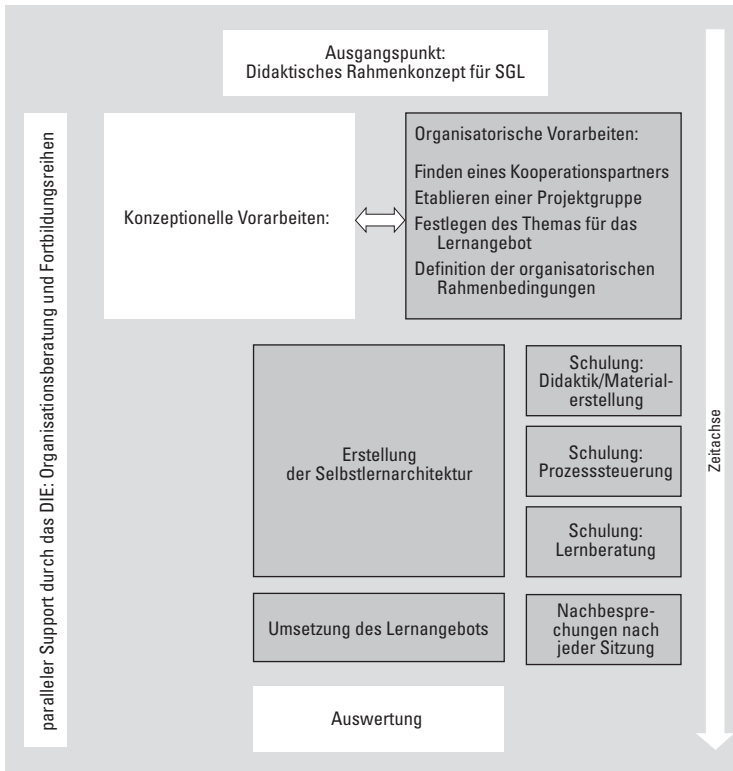 Ausgangspunkt:
Didaktisches Rahmenkonzept für SGL
paralleler Support durch das DIE: Organisationsberatung und Fortbildungsreihen
Konzeptionelle Vorarbeiten:
Organisatorische Vorarbeiten:
Finden eines Kooperationspartners
Etablieren einer Projektgruppe
Festlegen des Themas für das
Lernangebot
Definition der organisatorischen
Rahmenbedingungen
Erstellung
der Selbstlernarchitektur
Schulung:
Didaktik/Material-
erstellung
Schulung:
Prozesssteuerung
Schulung:
Lernberatung
Umsetzung des Lernangebots
Nachbespre-
chungen nach
jeder Sitzung
Auswertung
Zeitachse